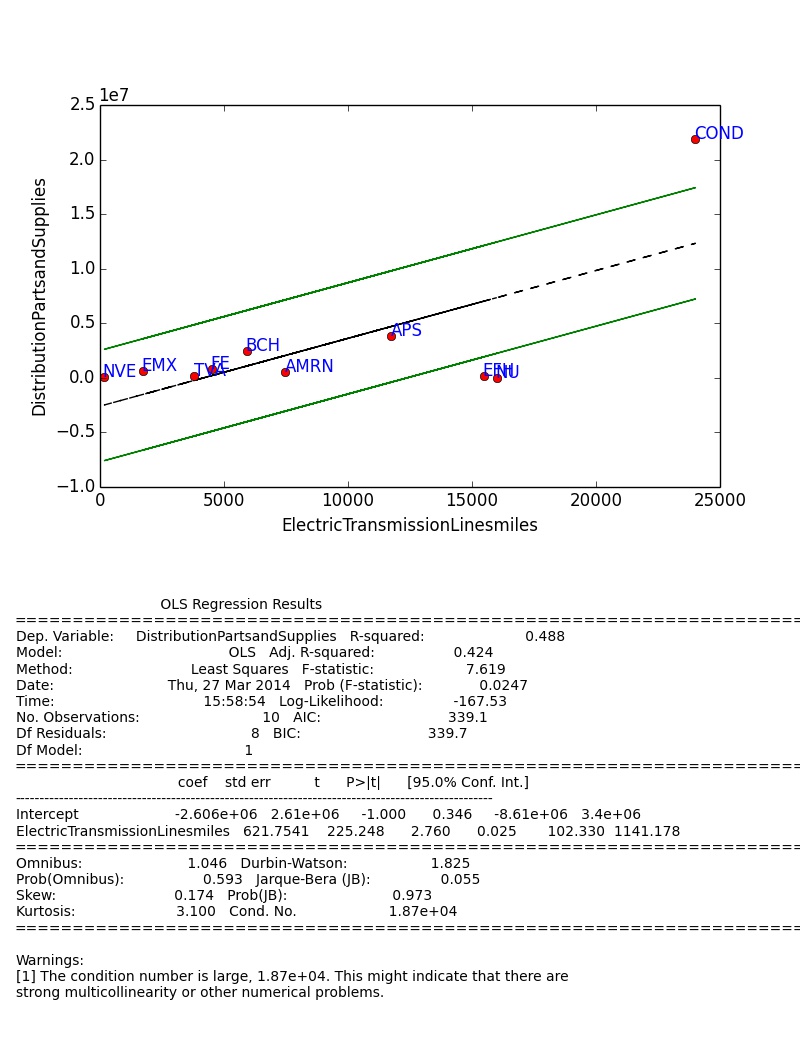 1e7
2.5
2.0
1.5
1.0
0.5
0.0
−0.5
−1.0
DistributionPartsandSupplies
COND
APS
BCH
FE
EMX
AMRN
NVE
TVA
NU
0 5000 10000 15000 20000 25000
ElectricTransmissionLinesmiles
OLS Regression Results
==============================================================================
Dep. Variable: DistributionPartsandSupplies R-squared: 0.488
Model: OLS Adj. R-squared: 0.424
Method: Least Squares F-statistic: 7.619
Date: Thu, 27 Mar 2014 Prob (F-statistic): 0.0247
Time: 15:58:54 Log-Likelihood: -167.53
No. Observations: 10 AIC: 339.1
Df Residuals: 8 BIC: 339.7
Df Model: 1
==============================================================================
coef std err t P>|t| [95.0% Conf. Int.]
------------------------------------------------------------------------------
Intercept -2.606e+06 2.61e+06 -1.000 0.346 -8.61e+06 3.4e+06
ElectricTransmissionLinesmiles 621.7541 225.248 2.760 0.025 102.330 1141.178
==============================================================================
Omnibus: 1.046 Durbin-Watson: 1.825
Prob(Omnibus): 0.593 Jarque-Bera (JB): 0.055
Skew: 0.174 Prob(JB): 0.973
Kurtosis: 3.100 Cond. No. 1.87e+04
==============================================================================
Warnings:
[1] The condition number is large, 1.87e+04. This might indicate that there are
strong multicollinearity or other numerical problems.